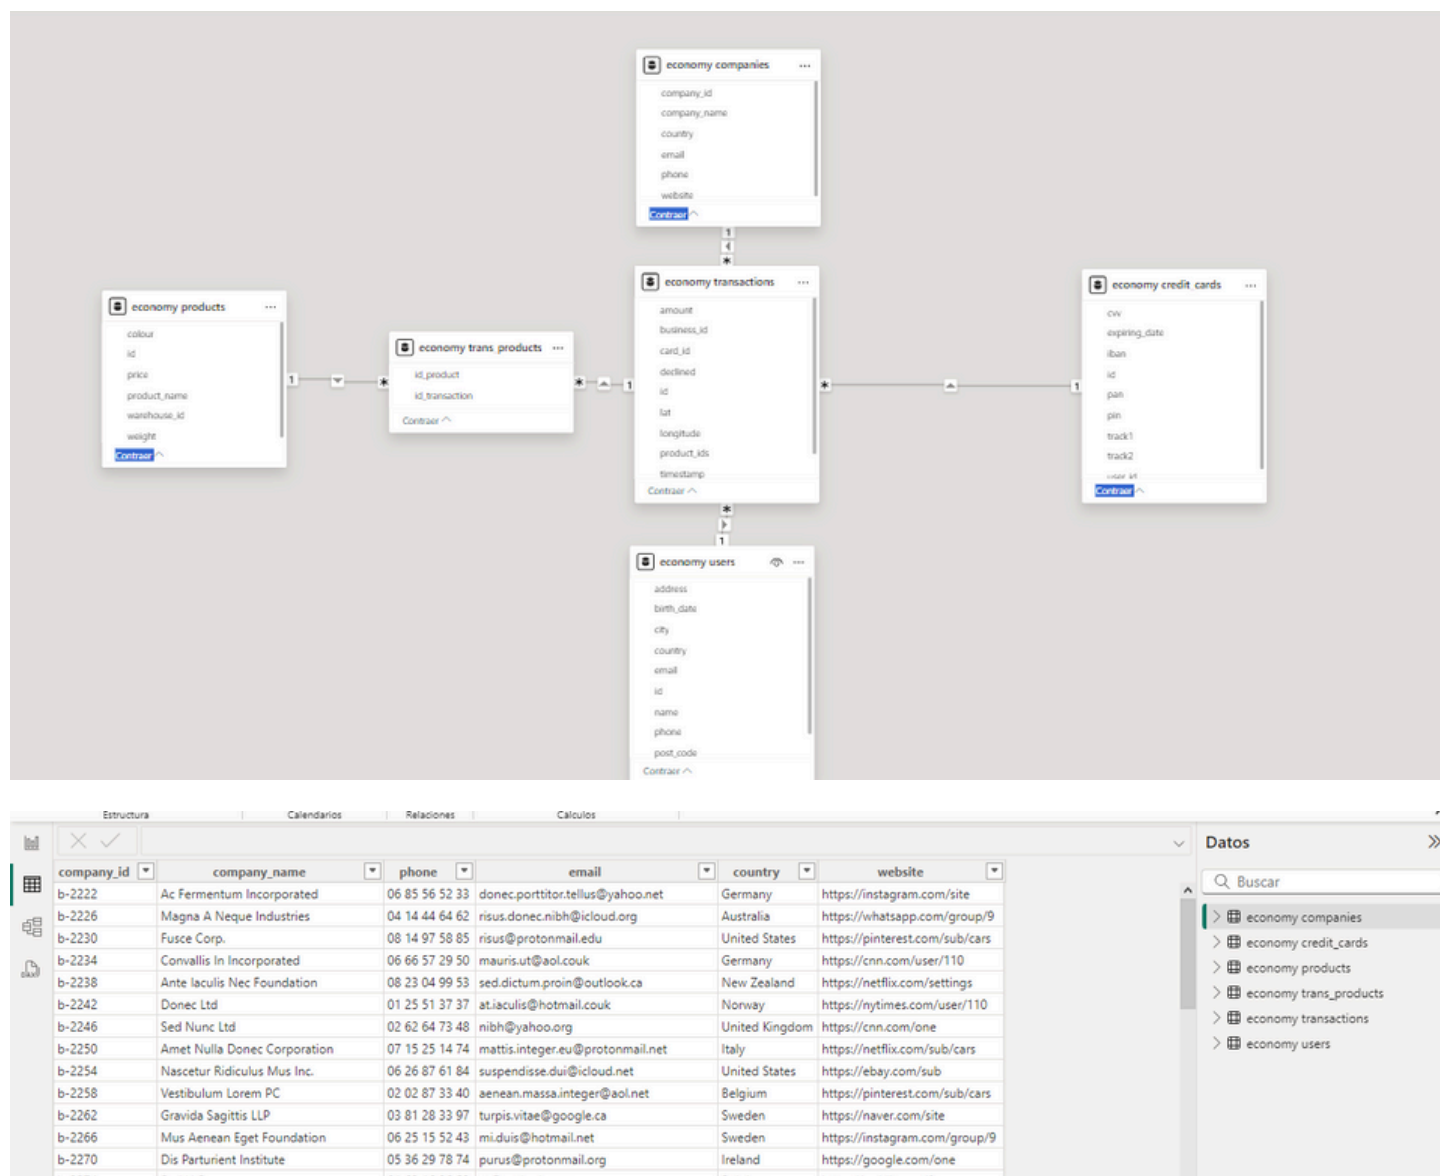 economy companies
company_id
company_name
country
email
phone
website
Contraer
1
*
economy products
colour
id
price
product_name
warehouse_id
weight
Contraer
1
*
economy trans_products
id_product
id_transaction
Contraer
*
1
economy transactions
amount
business_id
card_id
declined
id
lat
longitude
product_ids
timestamp
Contraer
*
1
economy credit_cards
cvv
expiring_date
iban
id
pan
pin
track1
track2
user_id
Contraer
*
1
economy users
address
birth_date
city
country
email
id
name
phone
post_code
Contraer
Estructura Calendarios Relaciones Cálculos
company_id company_name phone email country website
b-2222 Ac Fermentum Incorporated 06 85 56 52 33 donec.porttitor.tellus@yahoo.net Germany https://instagram.com/site
b-2226 Magna A Neque Industries 04 14 44 64 62 risus.donec.nibh@icloud.org Australia https://whatsapp.com/group/9
b-2230 Fusce Corp. 08 14 97 58 85 risus@protonmail.edu United States https://pinterest.com/sub/cars
b-2234 Convallis In Incorporated 06 66 57 29 50 mauris.ut@aol.couk Germany https://cnn.com/user/110
b-2238 Ante Iaculis Nec Foundation 08 23 04 99 53 sed.dictum.proin@outlook.ca New Zealand https://netflix.com/settings
b-2242 Donec Ltd 01 25 51 37 37 at.iaculis@hotmail.couk Norway https://nytimes.com/user/110
b-2246 Sed Nunc Ltd 02 62 64 73 48 nibh@yahoo.org United Kingdom https://cnn.com/one
b-2250 Amet Nulla Donec Corporation 07 15 25 14 74 mattis.integer.eu@protonmail.net Italy https://netflix.com/sub/cars
b-2254 Nascetur Ridiculus Mus Inc. 06 26 87 61 84 suspendisse.dui@icloud.net United States https://ebay.com/sub
b-2258 Vestibulum Lorem PC 02 02 87 33 40 aenean.massa.integer@aol.net Belgium https://pinterest.com/sub/cars
b-2262 Gravida Sagittis LLP 03 81 28 33 97 turpis.vitae@google.ca Sweden https://naver.com/site
b-2266 Mus Aenean Eget Foundation 06 25 15 52 43 mi.duis@hotmail.net Sweden https://instagram.com/group/9
b-2270 Dis Parturient Institute 05 36 29 78 74 purus@protonmail.org Ireland https://google.com/one
Datos
Buscar
economy companies
economy credit_cards
economy products
economy trans_products
economy transactions
economy users